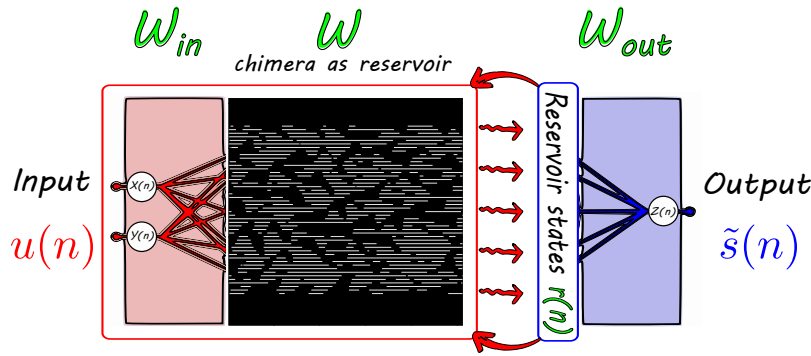 W_in W W_out
chimera as reservoir
Input
X(n)
Y(n)
u(n)
Reservoir states r(n)
Z(n)
Output
s̃(n)